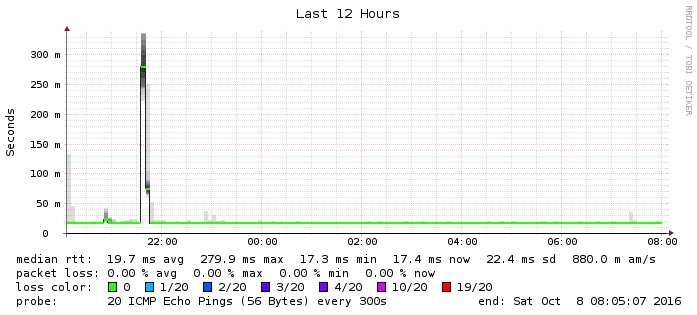 Last 12 Hours
RRDTOOL / TOBI OETIKER
Seconds
300 m
250 m
200 m
150 m
100 m
50 m
0
22:00 00:00 02:00 04:00 06:00 08:00
median rtt: 19.7 ms avg 279.9 ms max 17.3 ms min 17.4 ms now 22.4 ms sd 880.0 m am/s
packet loss: 0.00 % avg 0.00 % max 0.00 % min 0.00 % now
loss color: 0 1/20 2/20 3/20 4/20 10/20 19/20
probe: 20 ICMP Echo Pings (56 Bytes) every 300s end: Sat Oct 8 08:05:07 2016